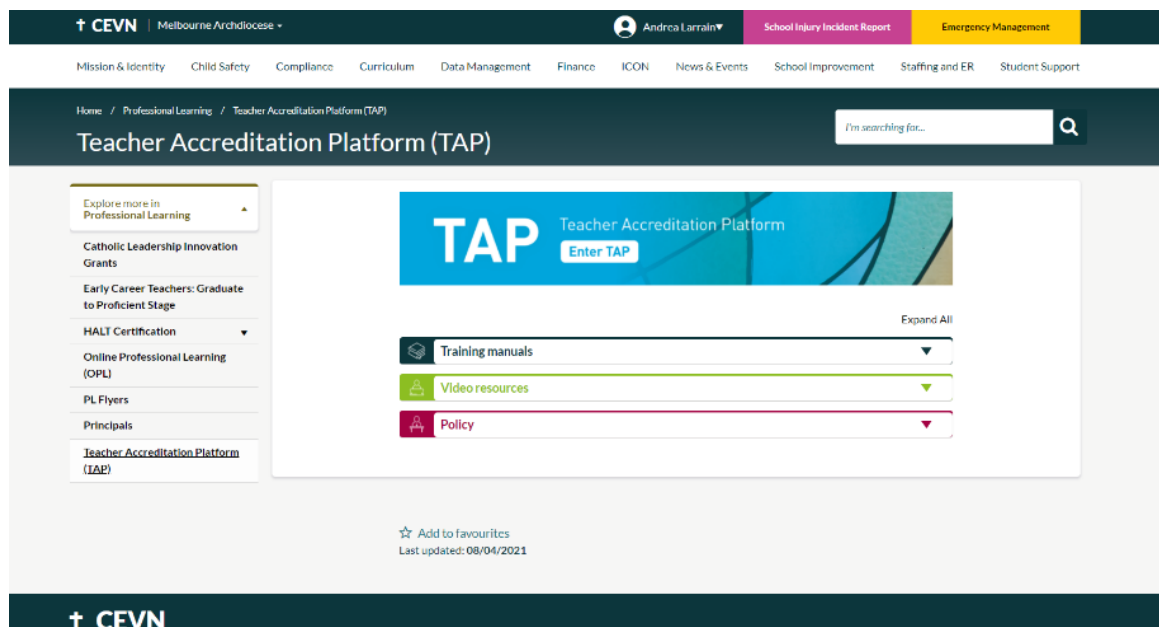 † CEVN | Melbourne Archdiocese
Andrea Larrain
School Injury Incident Report
Emergency Management
Mission & Identity Child Safety Compliance Curriculum Data Management Finance ICON News & Events School Improvement Staffing and ER Student Support
Home / Professional Learning / Teacher Accreditation Platform (TAP)
Teacher Accreditation Platform (TAP)
I'm searching for...
Explore more in
Professional Learning
Catholic Leadership Innovation
Grants
Early Career Teachers: Graduate
to Proficient Stage
HALT Certification
Online Professional Learning
(OPL)
PL Flyers
Principals
Teacher Accreditation Platform
(TAP)
TAP
Teacher Accreditation Platform
Enter TAP
Expand All
Training manuals
Video resources
Policy
Add to favourites
Last updated: 08/04/2021
† CEVN